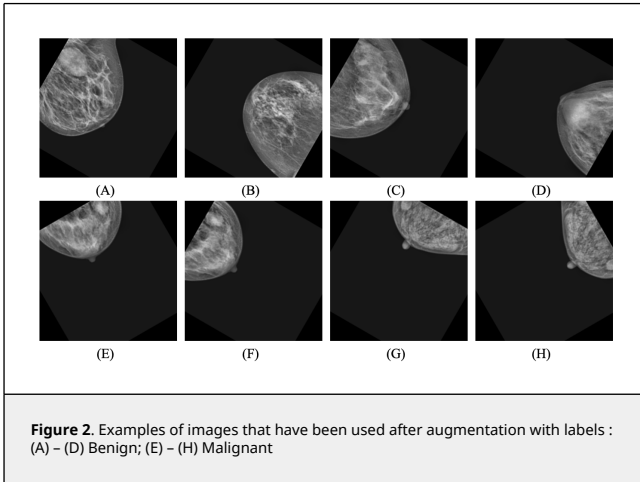 (A) (B) (C) (D)
(E) (F) (G) (H)
Figure 2. Examples of images that have been used after augmentation with labels :
(A) – (D) Benign; (E) – (H) Malignant